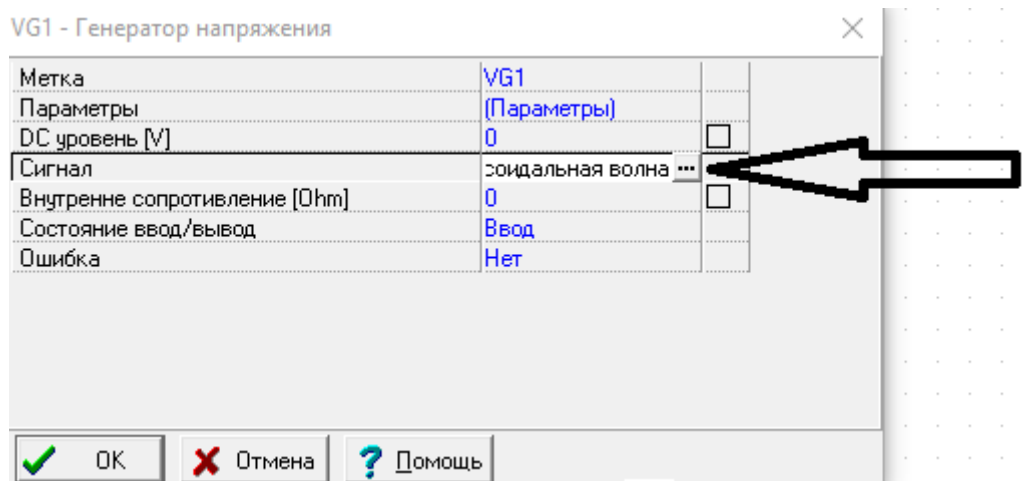 VG1 - Генератор напряжения
Метка VG1
Параметры (Параметры)
DC уровень [V] 0
Сигнал соидальная волна ...
Внутренне сопротивление [Ohm] 0
Состояние ввод/вывод Ввод
Ошибка Нет
OK Отмена Помощь